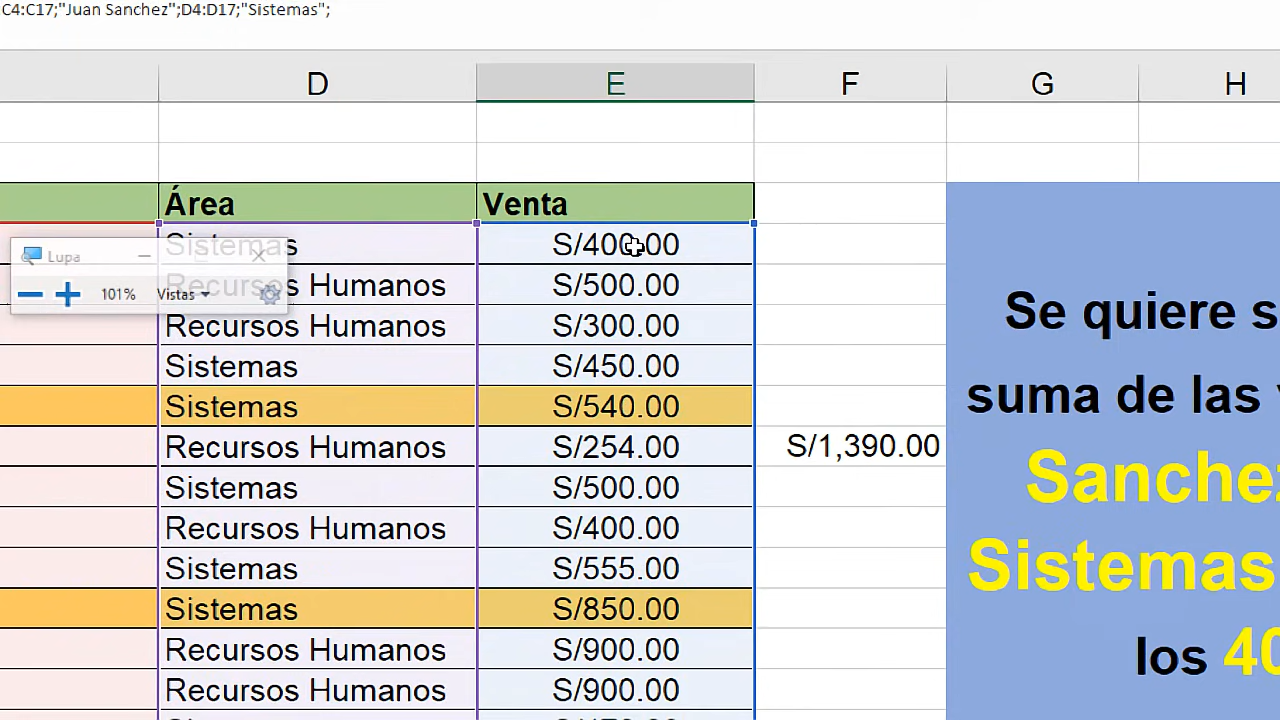 C4:C17;"Juan Sanchez";D4:D17;"Sistemas";
D E F G H
Área Venta
Sistemas S/400.00
Recursos Humanos S/500.00
Recursos Humanos S/300.00
Sistemas S/450.00
Sistemas S/540.00
Recursos Humanos S/254.00 S/1,390.00
Sistemas S/500.00
Recursos Humanos S/400.00
Sistemas S/555.00
Sistemas S/850.00
Recursos Humanos S/900.00
Recursos Humanos S/900.00
Lupa
101% Vistas
Se quiere s
suma de las
Sanchez
Sistemas
los 40